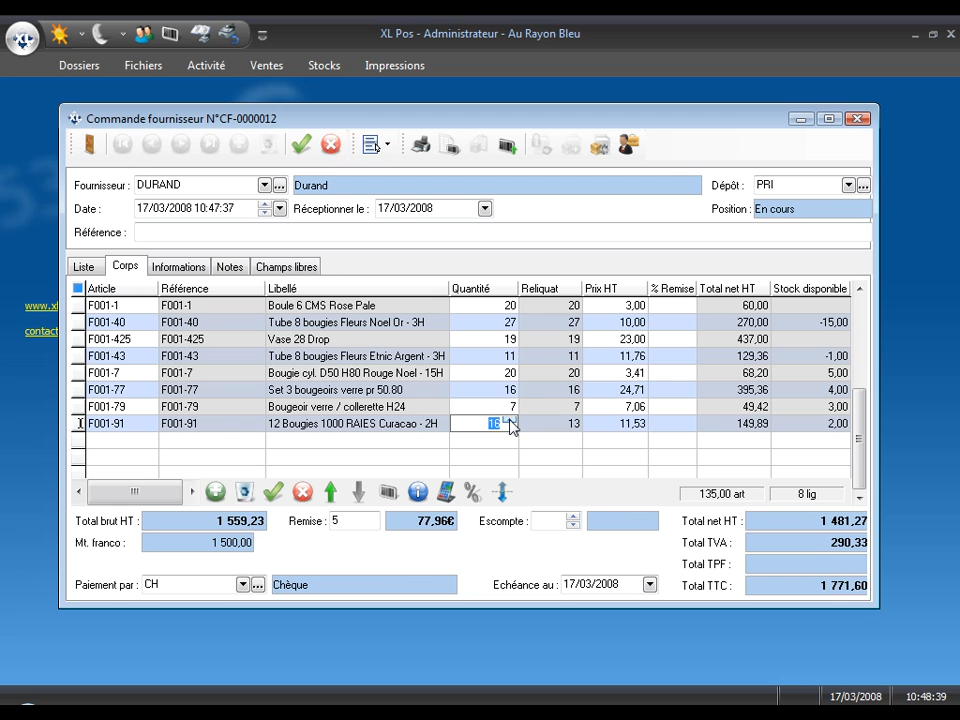 XL
XL Pos - Administrateur - Au Rayon Bleu
Dossiers Fichiers Activité Ventes Stocks Impressions
Commande fournisseur N°CF-0000012
Fournisseur : DURAND Durand Dépôt : PRI
Date : 17/03/2008 10:47:37 Réceptionner le : 17/03/2008 Position : En cours
Référence :
Liste Corps Informations Notes Champs libres
Article Référence Libellé Quantité Reliquat Prix HT % Remise Total net HT Stock disponible
F001-1 F001-1 Boule 6 CMS Rose Pale 20 20 3,00 60,00
F001-40 F001-40 Tube 8 bougies Fleurs Noel Or - 3H 27 27 10,00 270,00 -15,00
F001-425 F001-425 Vase 28 Drop 19 19 23,00 437,00
F001-43 F001-43 Tube 8 bougies Fleurs Etnic Argent - 3H 11 11 11,76 129,36 -1,00
F001-7 F001-7 Bougie cyl. D50 H80 Rouge Noel - 15H 20 20 3,41 68,20 5,00
F001-77 F001-77 Set 3 bougeoirs verre pr 50.80 16 16 24,71 395,36 4,00
F001-79 F001-79 Bougeoir verre / collerette H24 7 7 7,06 49,42 3,00
F001-91 F001-91 12 Bougies 1000 RAIES Curacao - 2H 16 13 11,53 149,89 2,00
www.xl
contact
135,00 art 8 lig
Total brut HT : 1 559,23 Remise : 5 77,96€ Escompte : Total net HT : 1 481,27
Mt. franco : 1 500,00 Total TVA : 290,33
Total TPF :
Paiement par : CH Chèque Echéance au : 17/03/2008 Total TTC : 1 771,60
17/03/2008 10:48:39